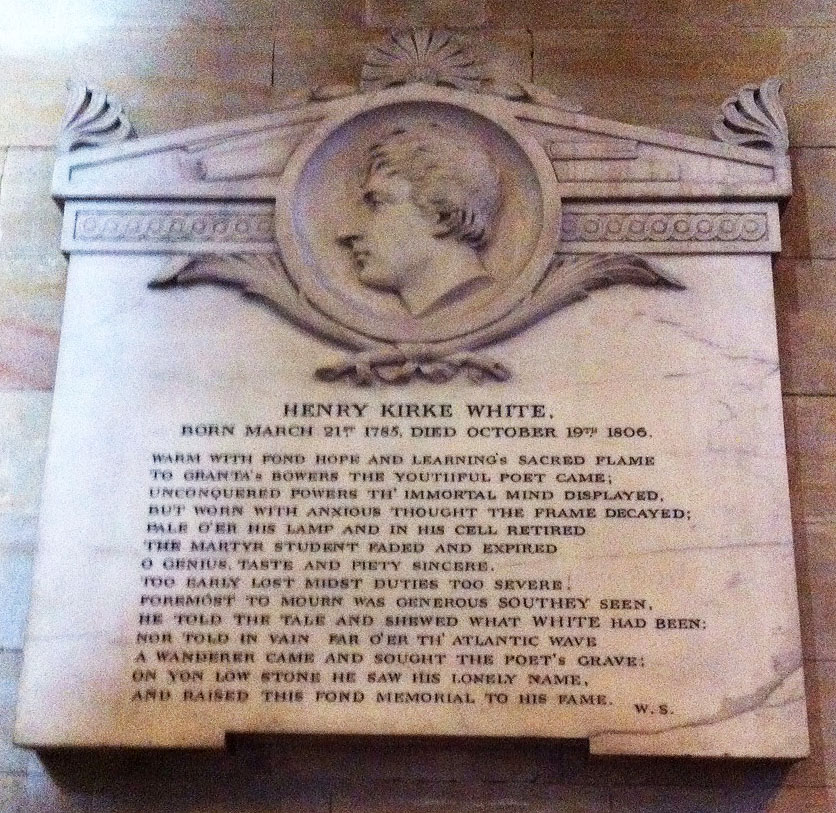 HENRY KIRKE WHITE.
BORN MARCH 21ST 1785, DIED OCTOBER 19TH 1806.
WARM WITH FOND HOPE AND LEARNING'S SACRED FLAME
TO GRANTA'S BOWERS THE YOUTHFUL POET CAME;
UNCONQUERED POWERS TH' IMMORTAL MIND DISPLAYED,
BUT WORN WITH ANXIOUS THOUGHT THE FRAME DECAYED;
PALE O'ER HIS LAMP AND IN HIS CELL RETIRED
THE MARTYR STUDENT FADED AND EXPIRED
O GENIUS, TASTE AND PIETY SINCERE,
TOO EARLY LOST MIDST DUTIES TOO SEVERE.
FOREMOST TO MOURN WAS GENEROUS SOUTHEY SEEN,
HE TOLD THE TALE AND SHEWED WHAT WHITE HAD BEEN:
NOR TOLD IN VAIN FAR O'ER TH' ATLANTIC WAVE
A WANDERER CAME AND SOUGHT THE POET'S GRAVE;
ON YON LOW STONE HE SAW HIS LONELY NAME,
AND RAISED THIS FOND MEMORIAL TO HIS FAME.
W. S.